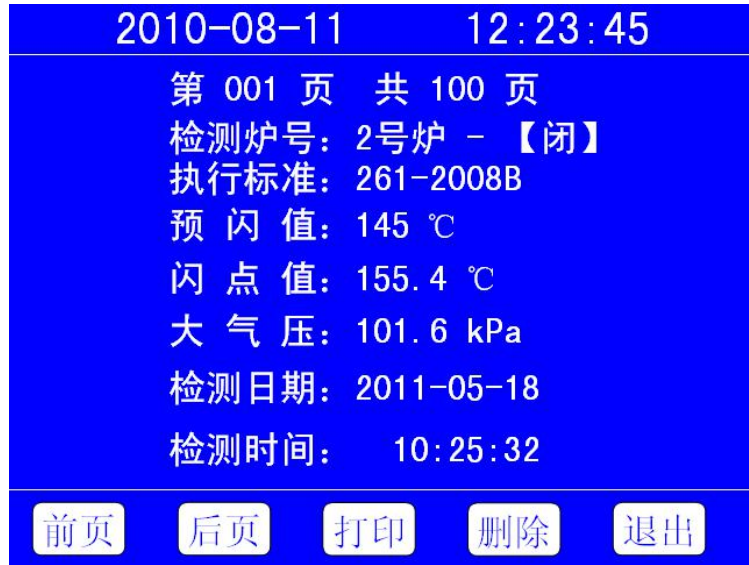 2010-08-11 12:23:45
第 001 页 共 100 页
检测炉号：2号炉 - 【闭】
执行标准：261-2008B
预 闪 值：145 ℃
闪 点 值：155.4 ℃
大 气 压：101.6 kPa
检测日期：2011-05-18
检测时间： 10:25:32
前页 后页 打印 删除 退出